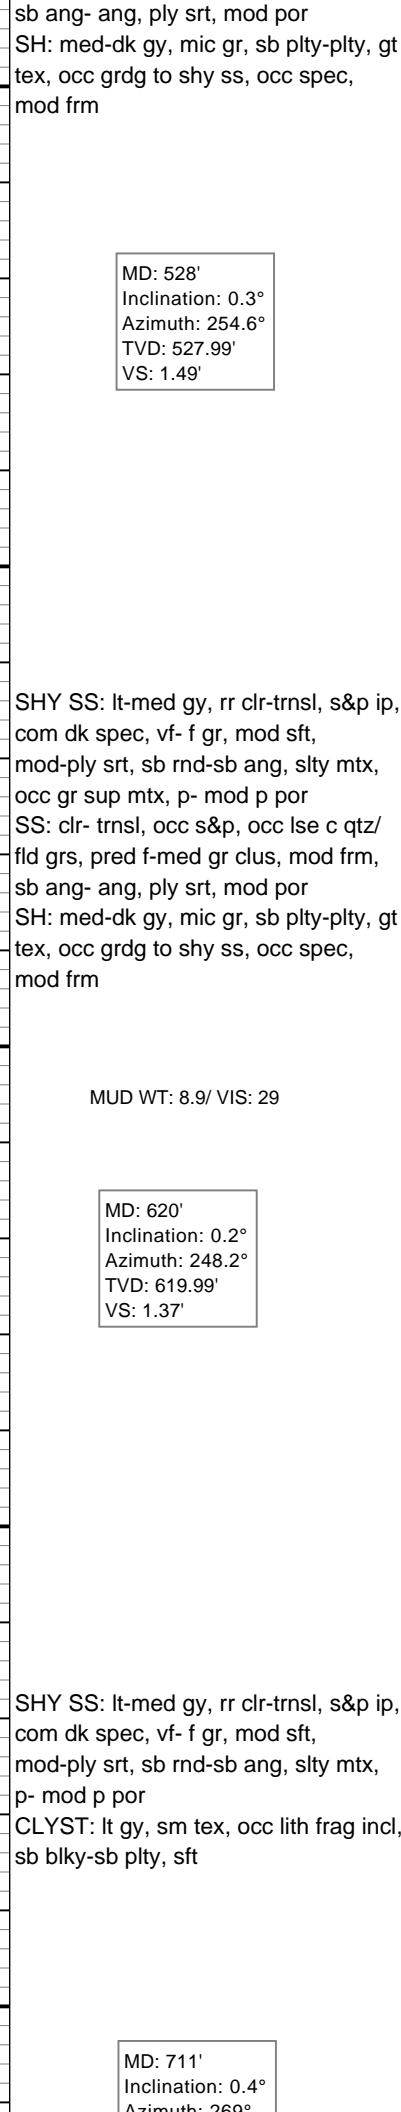 sb ang- ang, ply srt, mod por
SH: med-dk gy, mic gr, sb plty-plty, gt
tex, occ grdg to shy ss, occ spec,
mod frm
MD: 528'
Inclination: 0.3°
Azimuth: 254.6°
TVD: 527.99'
VS: 1.49'
SHY SS: lt-med gy, rr clr-trnsl, s&p ip,
com dk spec, vf- f gr, mod sft,
mod-ply srt, sb rnd-sb ang, slty mtx,
occ gr sup mtx, p- mod p por
SS: clr- trnsl, occ s&p, occ lse c qtz/
fld grs, pred f-med gr clus, mod frm,
sb ang- ang, ply srt, mod por
SH: med-dk gy, mic gr, sb plty-plty, gt
tex, occ grdg to shy ss, occ spec,
mod frm
MUD WT: 8.9/ VIS: 29
MD: 620'
Inclination: 0.2°
Azimuth: 248.2°
TVD: 619.99'
VS: 1.37'
SHY SS: lt-med gy, rr clr-trnsl, s&p ip,
com dk spec, vf- f gr, mod sft,
mod-ply srt, sb rnd-sb ang, slty mtx,
p- mod p por
CLYST: lt gy, sm tex, occ lith frag incl,
sb blky-sb plty, sft
MD: 711'
Inclination: 0.4°
Azimuth: 269°